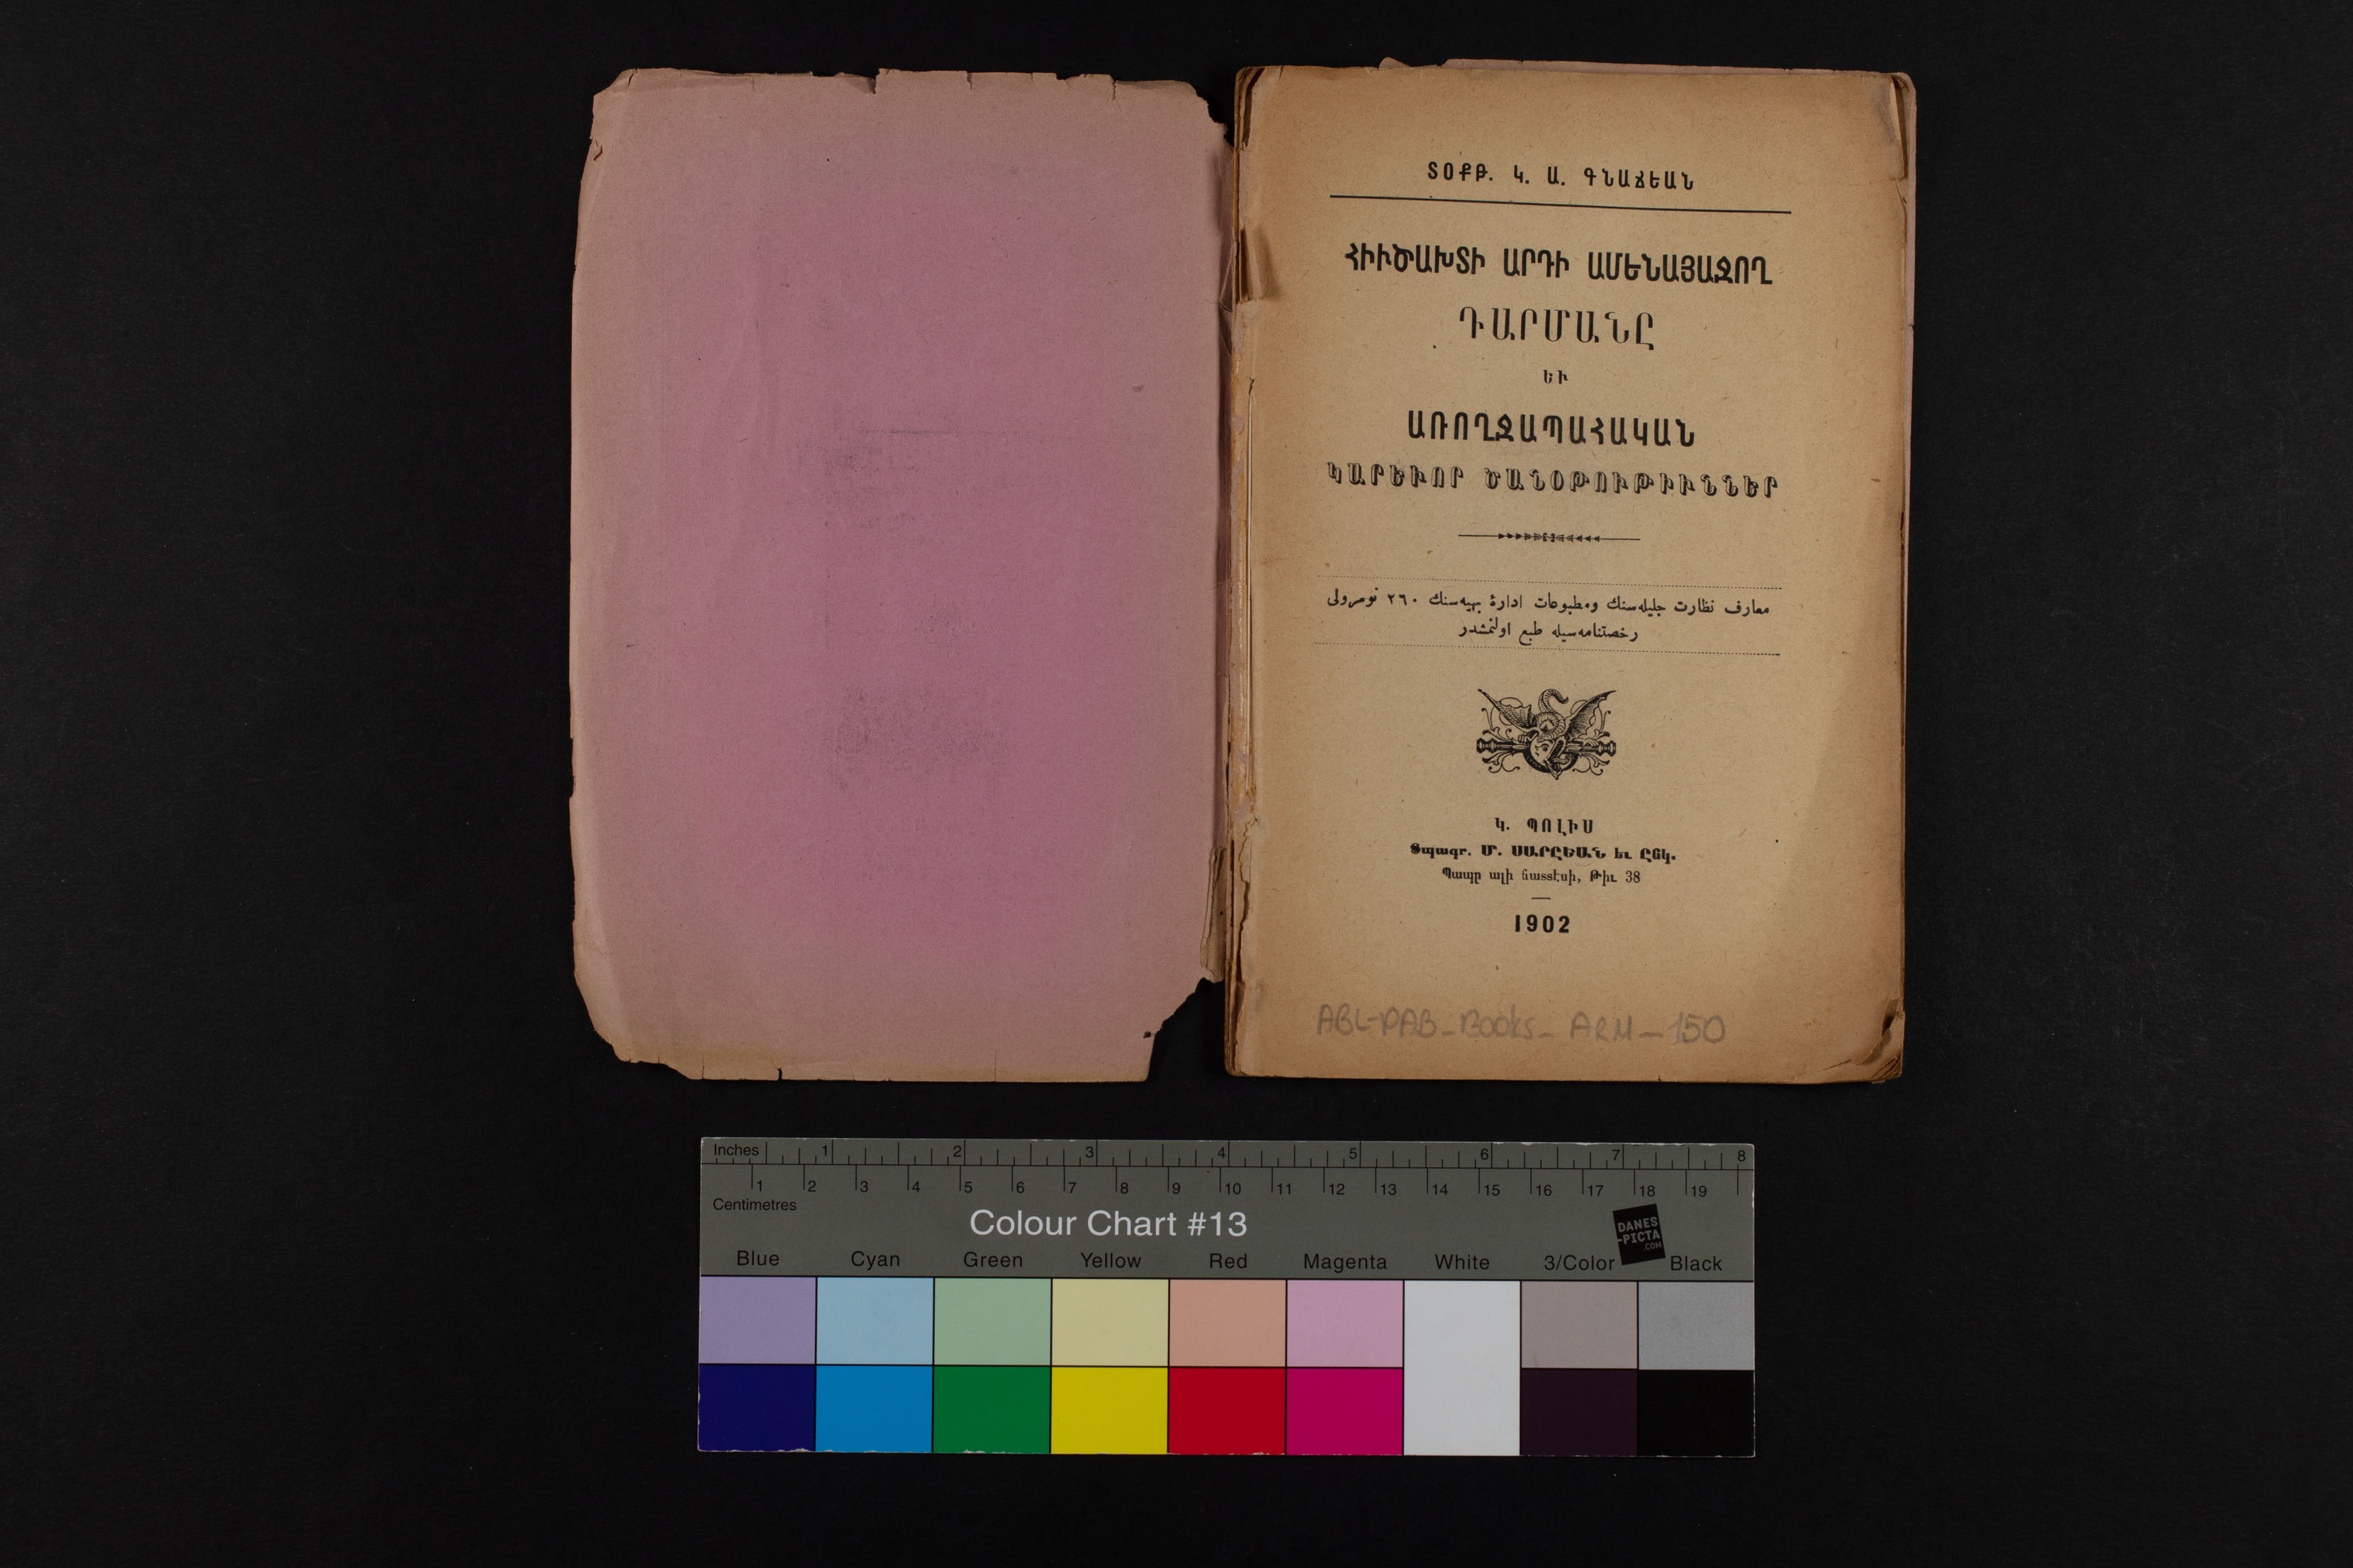 ՏՕՔԹ. Կ. Ա. ԳՆԱՃԵԱՆ
ՀԻՒԾԱԽՏԻ ԱՐԴԻ ԱՄԵՆԱՅԱՋՈՂ
ԴԱՐՄԱՆԸ
ԵՒ
ԱՌՈՂՋԱՊԱՀԱԿԱՆ
ԿԱՐԵՒՈՐ ԾԱՆՕԹՈՒԹԻՒՆՆԵՐ
معارف نظارت جلیله‌سنك ومطبوعات ادارهٔ بهیه‌سنك ٢٦٠ نومرولی
رخصتنامه‌سیله طبع اولنمشدر
Կ. ՊՈԼԻՍ
Տպագր. Մ. ՍԱՐԸԵԱՆ եւ Ընկ.
Պապը ալի ճատտէսի, Թիւ 38
1902
ABL-PAB-Books-ARM-150
Inches 1 2 3 4 5 6 7 8
1 2 3 4 5 6 7 8 9 10 11 12 13 14 15 16 17 18 19
Centimetres
Colour Chart #13
DANES
-PICTA
.COM
Blue Cyan Green Yellow Red Magenta White 3/Color Black